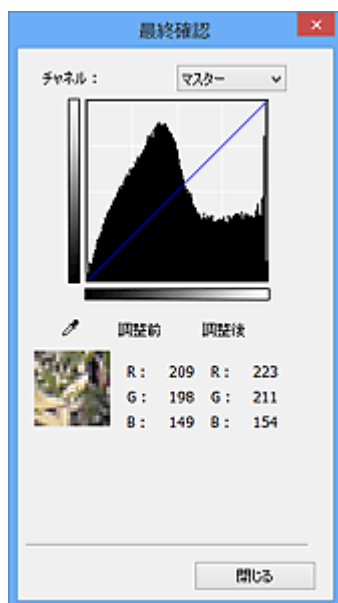 最終確認
チャネル： マスター
調整前 調整後
R： 209 R： 223
G： 198 G： 211
B： 149 B： 154
閉じる